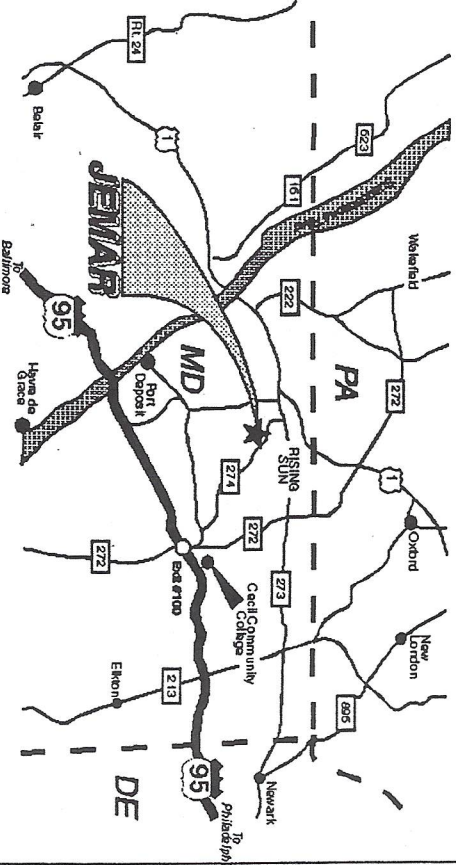 Rt. 24
1
Belair
JEMAR
To
Baltimore
95
Havre de
Grace
623
161
Wakefield
222
272
PA
MD
Port
Deposit
RISING
SUN
274
272
1
Oxford
New
London
273
272
Exit #100
Cecil Community
College
Elkton
213
896
Newark
DE
95
To
Philadelph